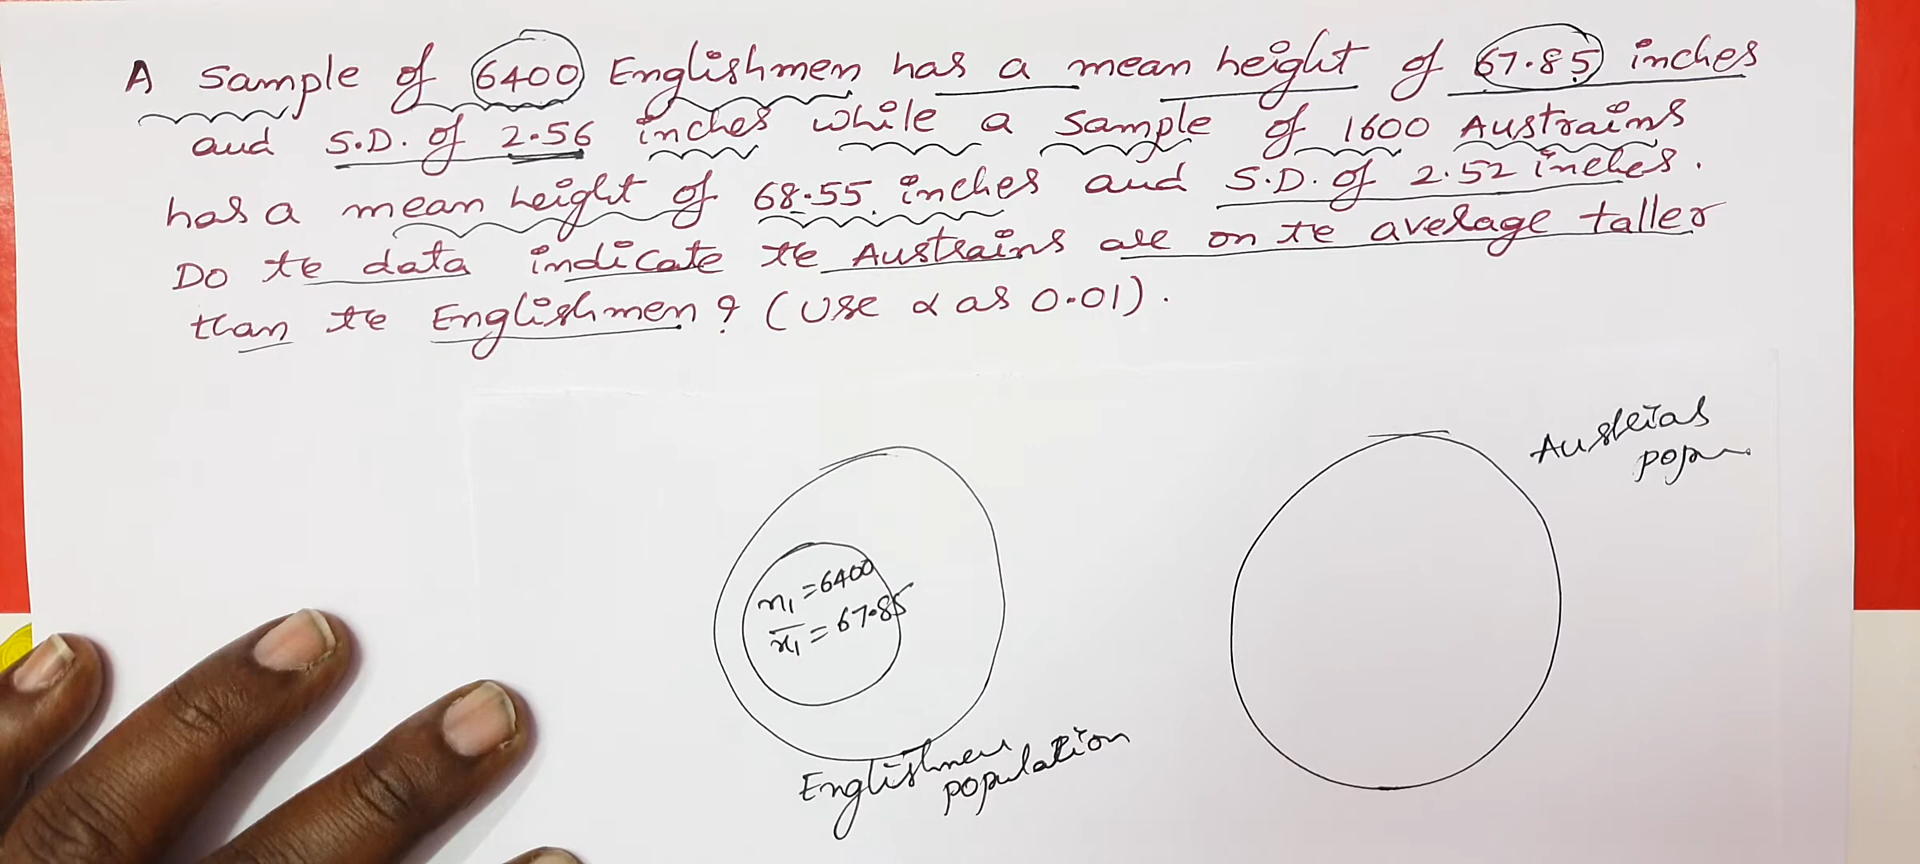 A sample of 6400 Englishmen has a mean height of 67.85 inches
and S.D. of 2.56 inches while a sample of 1600 Austrains
has a mean height of 68.55 inches and S.D. of 2.52 inches.
Do te data indicate te Austrains are on te average taller
than te Englishmen? (Use α as 0.01).
n₁ = 6400
x̄₁ = 67.85
Englishmen
population
Austrias
popn